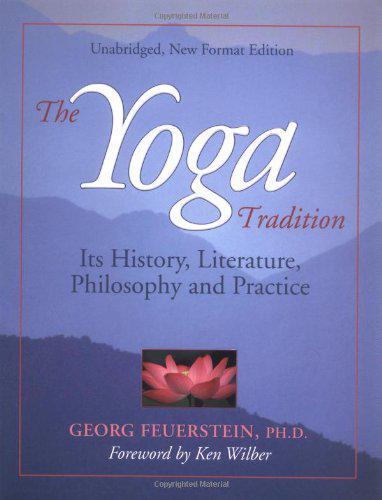 Unabridged, New Format Edition
The Yoga
Tradition
Its History, Literature,
Philosophy and Practice
GEORG FEUERSTEIN, PH.D.
Foreword by Ken Wilber